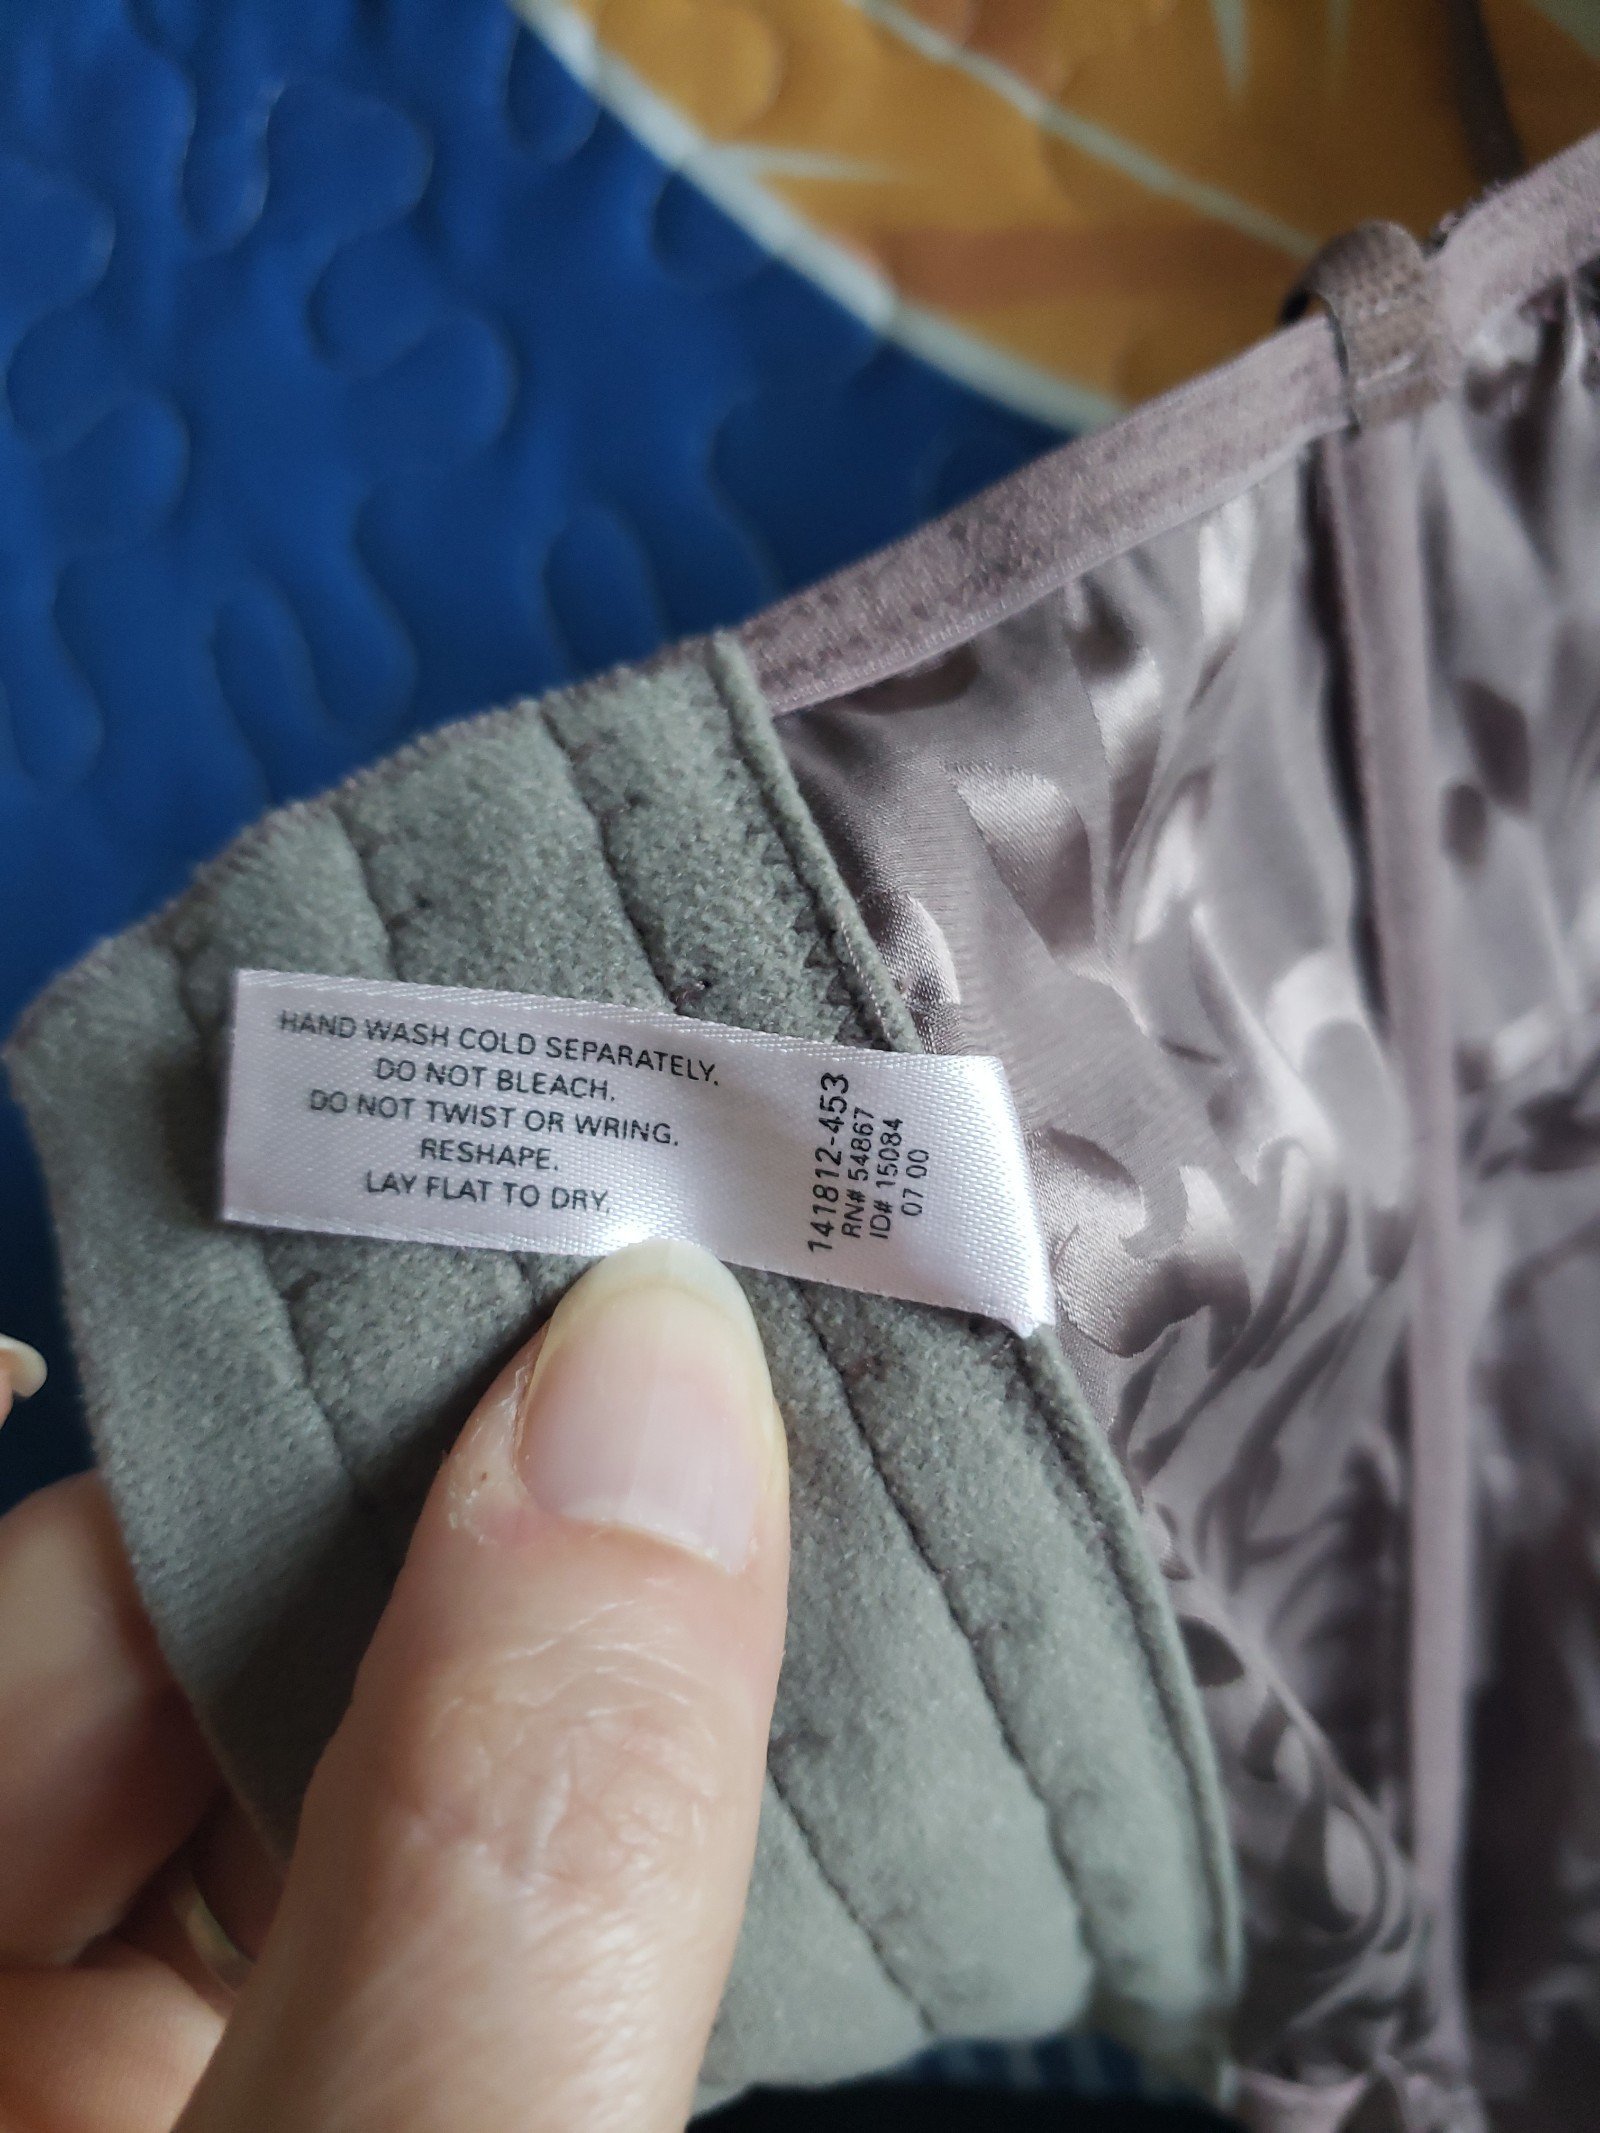 HAND WASH COLD SEPARATELY.
DO NOT BLEACH.
DO NOT TWIST OR WRING.
RESHAPE.
LAY FLAT TO DRY.
141812-453
RN# 54867
ID# 15084
07 00